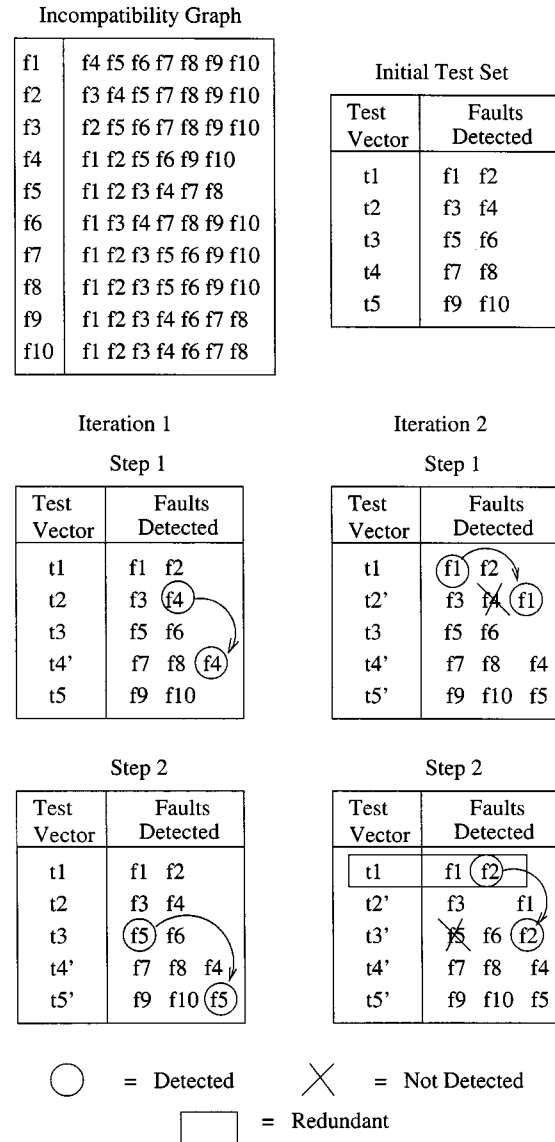 Incompatibility Graph
f1 f4 f5 f6 f7 f8 f9 f10
f2 f3 f4 f5 f7 f8 f9 f10
f3 f2 f5 f6 f7 f8 f9 f10
f4 f1 f2 f5 f6 f9 f10
f5 f1 f2 f3 f4 f7 f8
f6 f1 f3 f4 f7 f8 f9 f10
f7 f1 f2 f3 f5 f6 f9 f10
f8 f1 f2 f3 f5 f6 f9 f10
f9 f1 f2 f3 f4 f6 f7 f8
f10 f1 f2 f3 f4 f6 f7 f8
Initial Test Set
Test Faults
Vector Detected
t1 f1 f2
t2 f3 f4
t3 f5 f6
t4 f7 f8
t5 f9 f10
Iteration 1
Step 1
Test Faults
Vector Detected
t1 f1 f2
t2 f3 f4
t3 f5 f6
t4' f7 f8 f4
t5 f9 f10
Step 2
Test Faults
Vector Detected
t1 f1 f2
t2 f3 f4
t3 f5 f6
t4' f7 f8 f4
t5' f9 f10 f5
Iteration 2
Step 1
Test Faults
Vector Detected
t1 f1 f2
t2' f3 f4 f1
t3 f5 f6
t4' f7 f8 f4
t5' f9 f10 f5
Step 2
Test Faults
Vector Detected
t1 f1 f2
t2' f3 f1
t3' f5 f6 f2
t4' f7 f8 f4
t5' f9 f10 f5
= Detected
= Not Detected
= Redundant